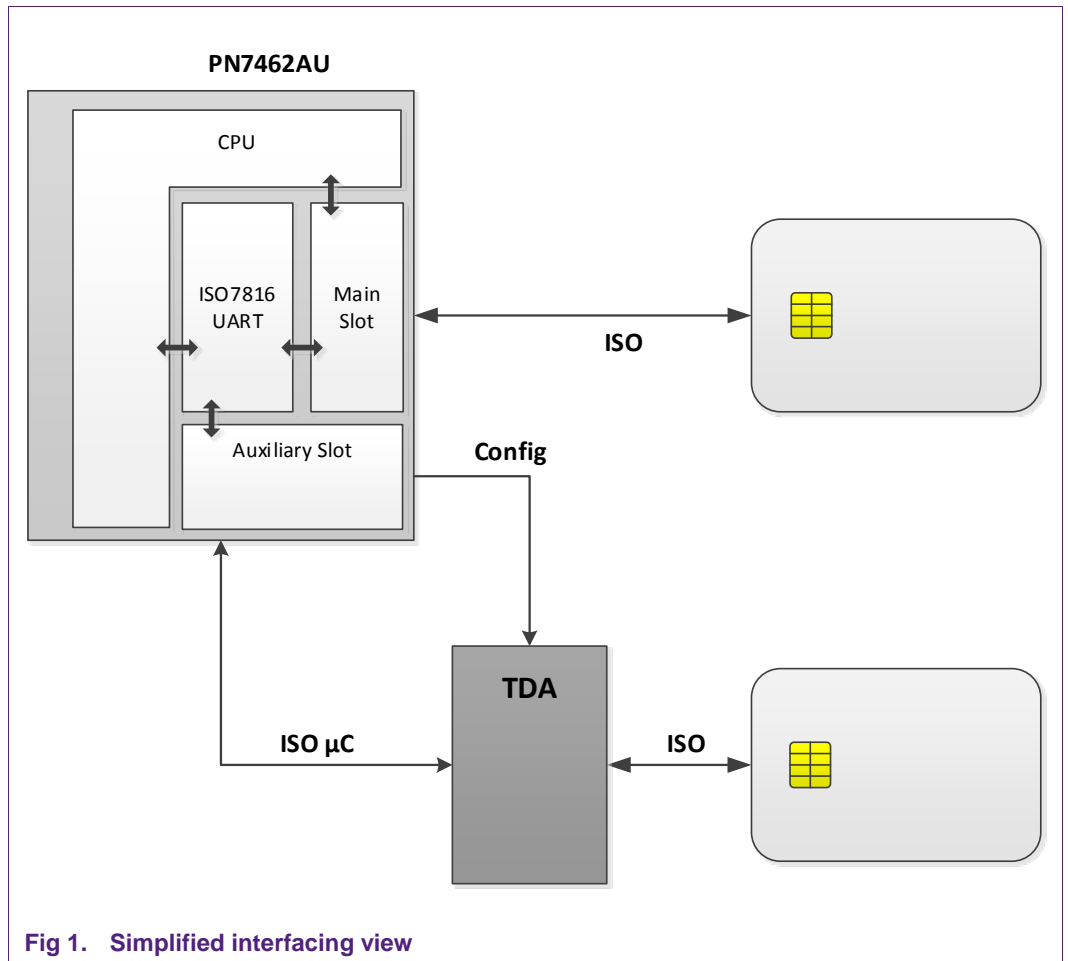 PN7462AU
CPU
ISO7816
UART
Main
Slot
Auxiliary Slot
ISO
Config
TDA
ISO µC
ISO
Fig 1. Simplified interfacing view